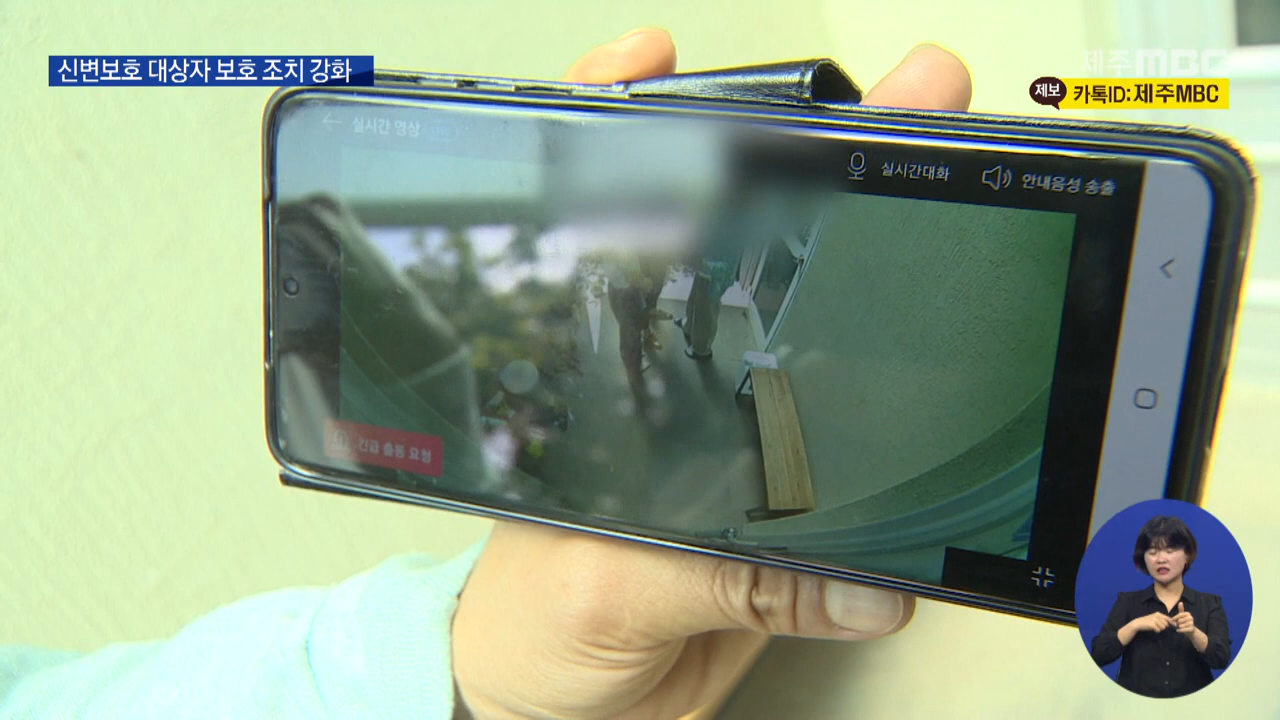 신변보호 대상자 보호 조치 강화
제주MBC
제보 카톡ID:제주MBC
실시간 영상
실시간대화
안내음성 송출
긴급 출동 요청